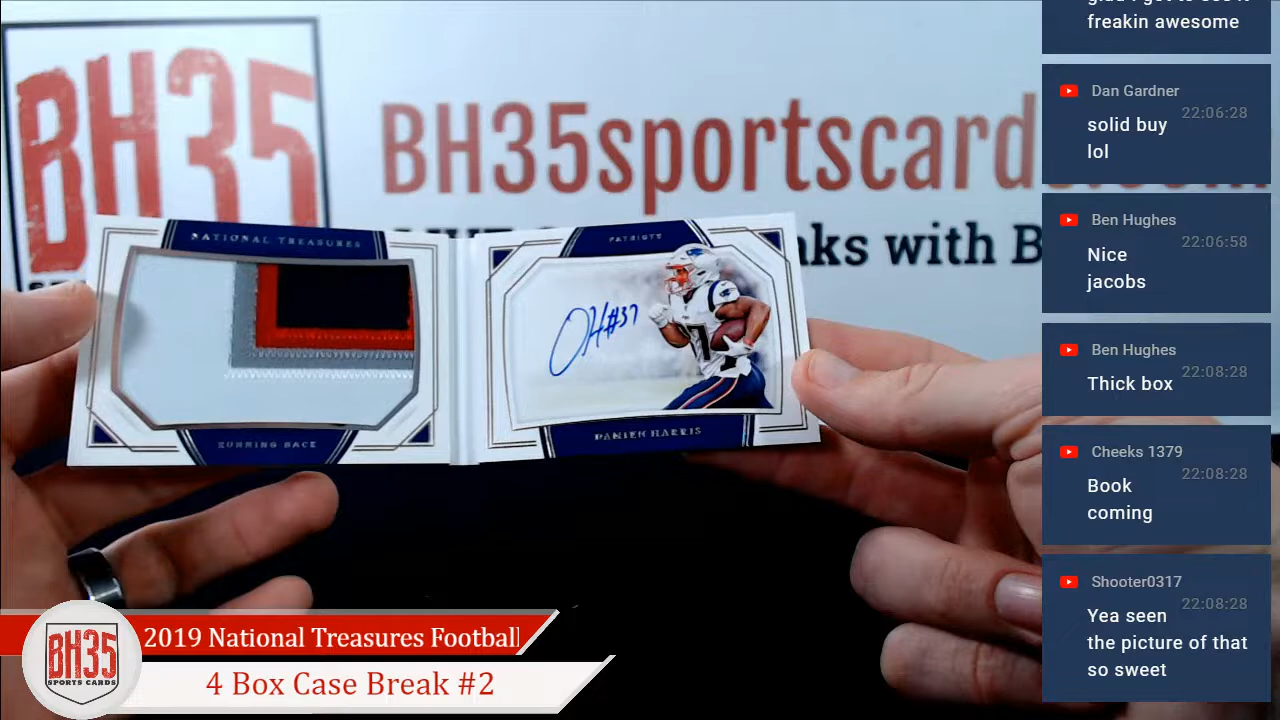 BH35
BH35sportscard
aks with B
NATIONAL TREASURES
RUNNING BACK
PATRIOTS
DH#37
DAMIEN HARRIS
freakin awesome
Dan Gardner
22:06:28
solid buy
lol
Ben Hughes
22:06:58
Nice
jacobs
Ben Hughes
22:08:28
Thick box
Cheeks 1379
22:08:28
Book
coming
Shooter0317
22:08:28
Yea seen
the picture of that
so sweet
2019 National Treasures Football
4 Box Case Break #2
BH35
SPORTS CARDS